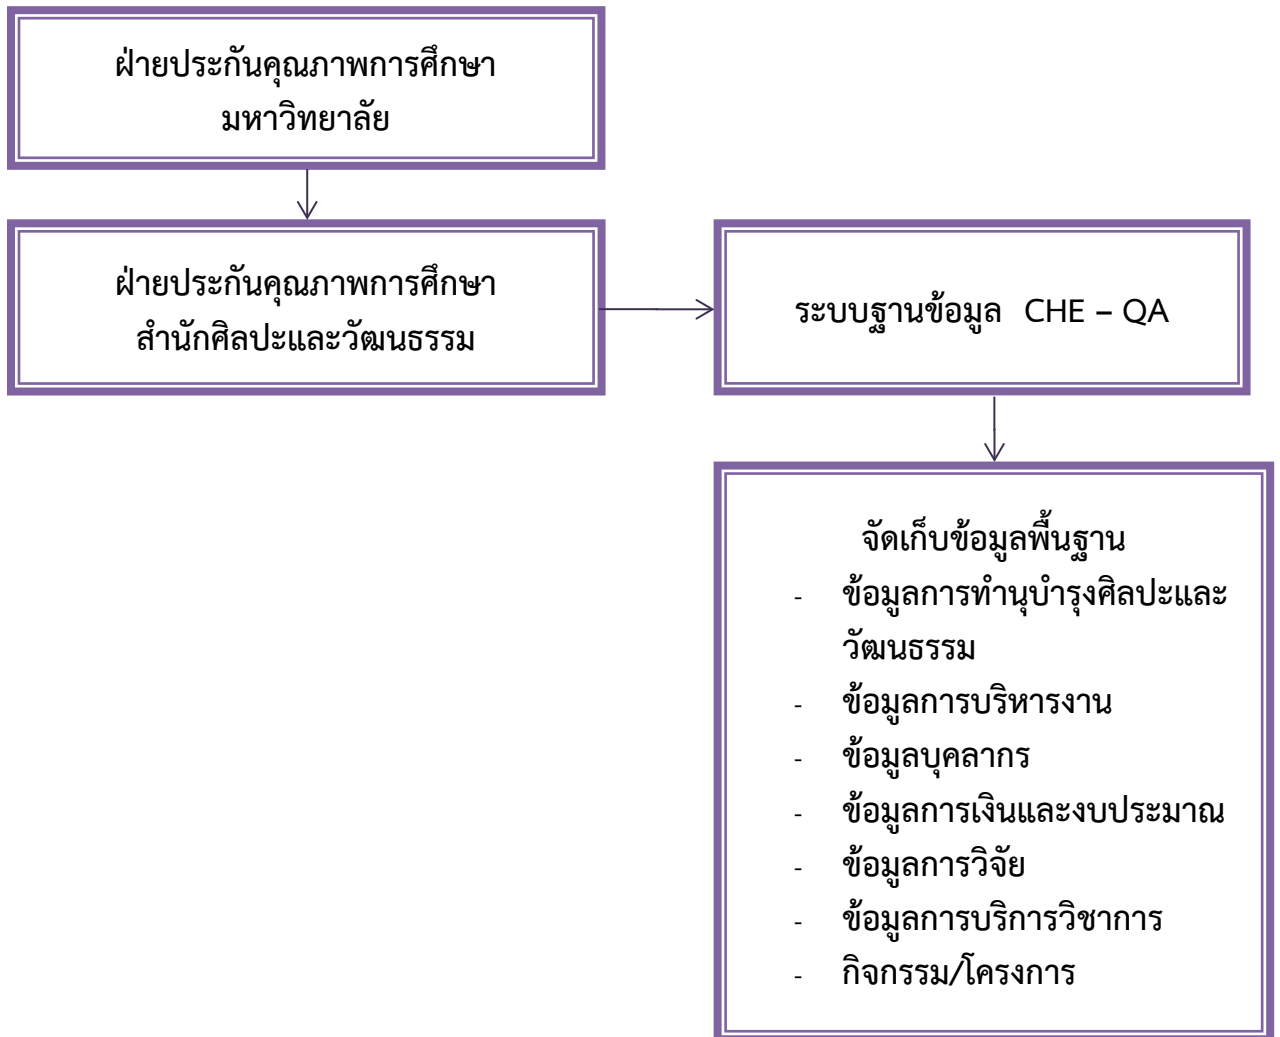 ฝ่ายประกันคุณภาพการศึกษา
มหาวิทยาลัย
ฝ่ายประกันคุณภาพการศึกษา
สำนักศิลปะและวัฒนธรรม
ระบบฐานข้อมูล CHE – QA
จัดเก็บข้อมูลพื้นฐาน
- ข้อมูลการทำนุบำรุงศิลปะและ
วัฒนธรรม
- ข้อมูลการบริหารงาน
- ข้อมูลบุคลากร
- ข้อมูลการเงินและงบประมาณ
- ข้อมูลการวิจัย
- ข้อมูลการบริการวิชาการ
- กิจกรรม/โครงการ